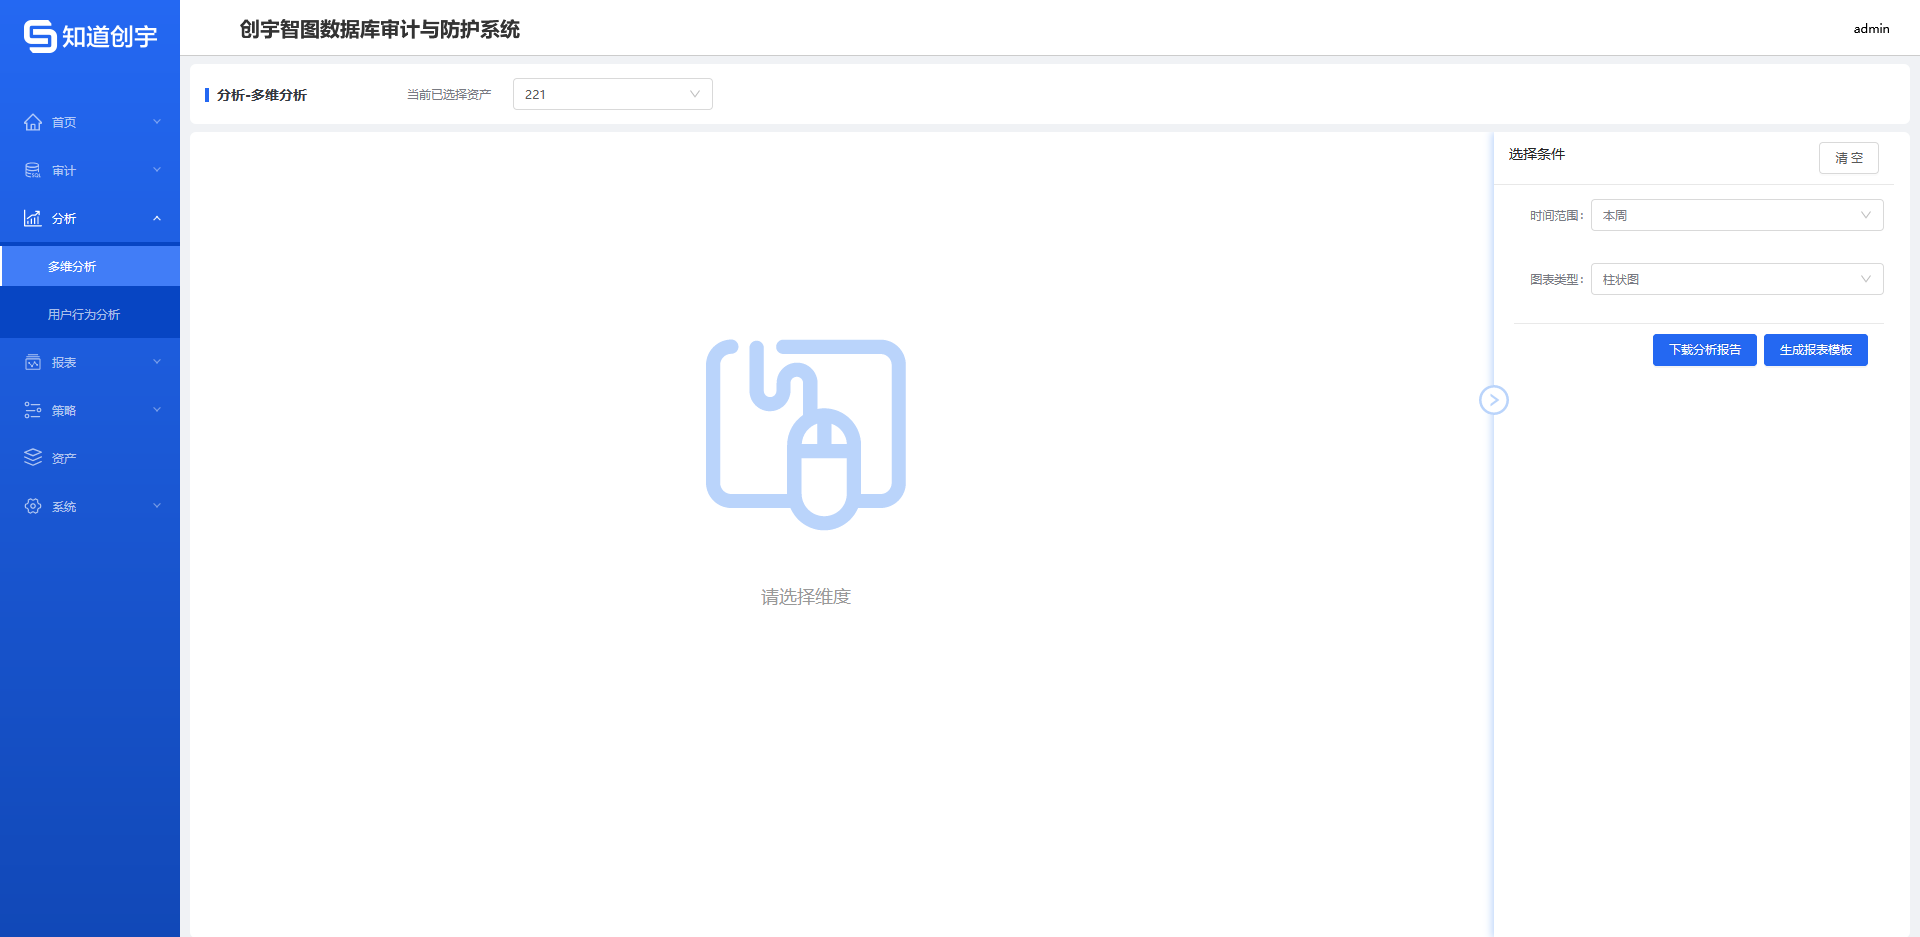 知道创宇
创宇智图数据库审计与防护系统
admin
首页
审计
分析
多维分析
用户行为分析
报表
策略
资产
系统
分析-多维分析
当前已选择资产
221
请选择维度
选择条件
清 空
时间范围:
本周
图表类型:
柱状图
下载分析报告
生成报表模板